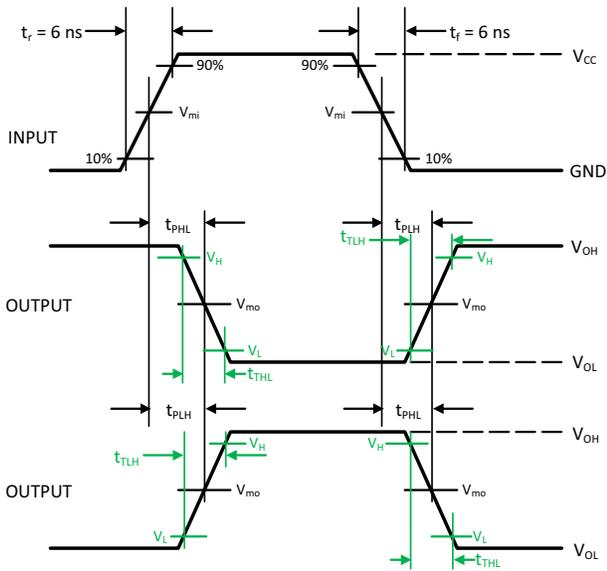 tr = 6 ns
tf = 6 ns
VCC
90%
90%
Vmi
Vmi
INPUT
10%
10%
GND
tPHL
tPLH
tTLH
VOH
VH
VH
OUTPUT
Vmo
Vmo
VL
VL
VOL
tTHL
tPLH
tPHL
VOH
VH
VH
tTLH
OUTPUT
Vmo
Vmo
VL
VL
VOL
tTHL